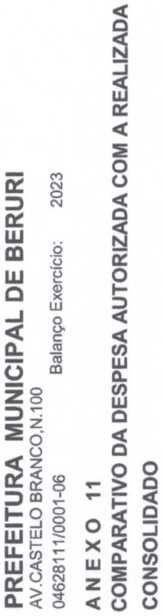 PREFEITURA MUNICIPAL DE BERURI
AV.CASTELO BRANCO,N.100
04628111/0001-06 Balanço Exercício: 2023
ANEXO 11
COMPARATIVO DA DESPESA AUTORIZADA COM A REALIZADA
CONSOLIDADO